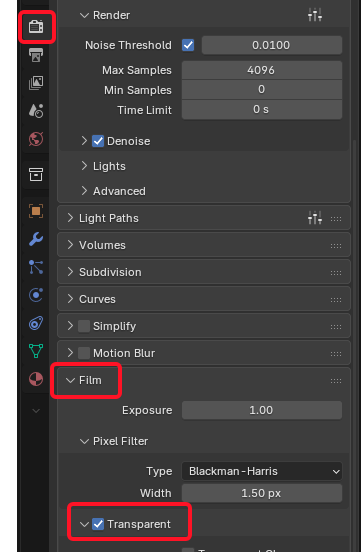 Render
Noise Threshold 0.0100
Max Samples 4096
Min Samples 0
Time Limit 0 s
Denoise
Lights
Advanced
Light Paths
Volumes
Subdivision
Curves
Simplify
Motion Blur
Film
Exposure 1.00
Pixel Filter
Type Blackman-Harris
Width 1.50 px
Transparent